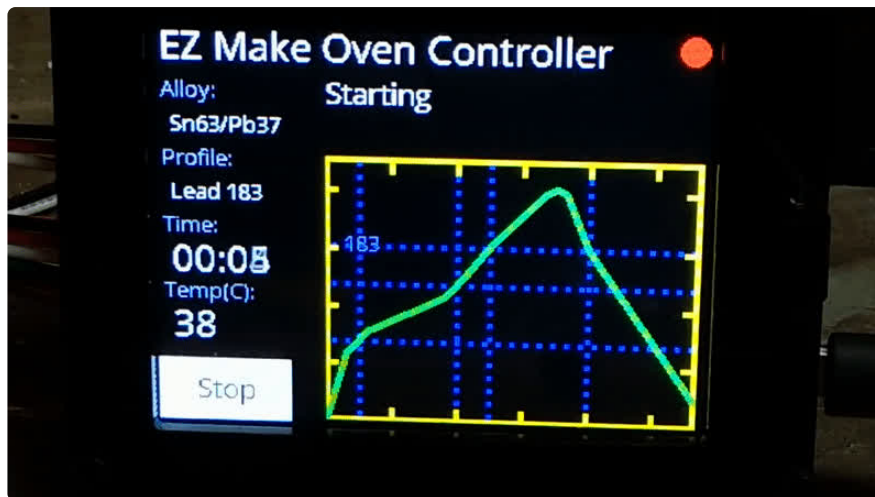 EZ Make Oven Controller
Alloy:
Starting
Sn63/Pb37
Profile:
Lead 183
183
Time:
Temp(C):
38
Stop